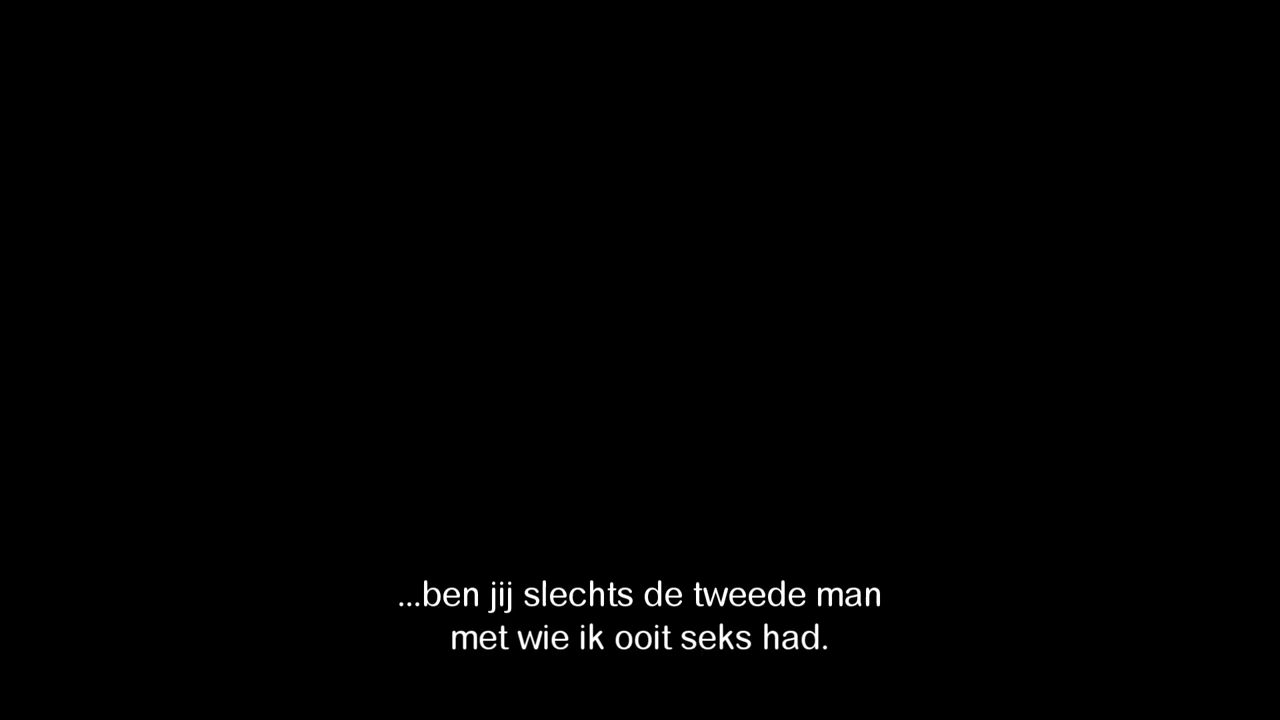 ...ben jij slechts de tweede man
met wie ik ooit seks had.